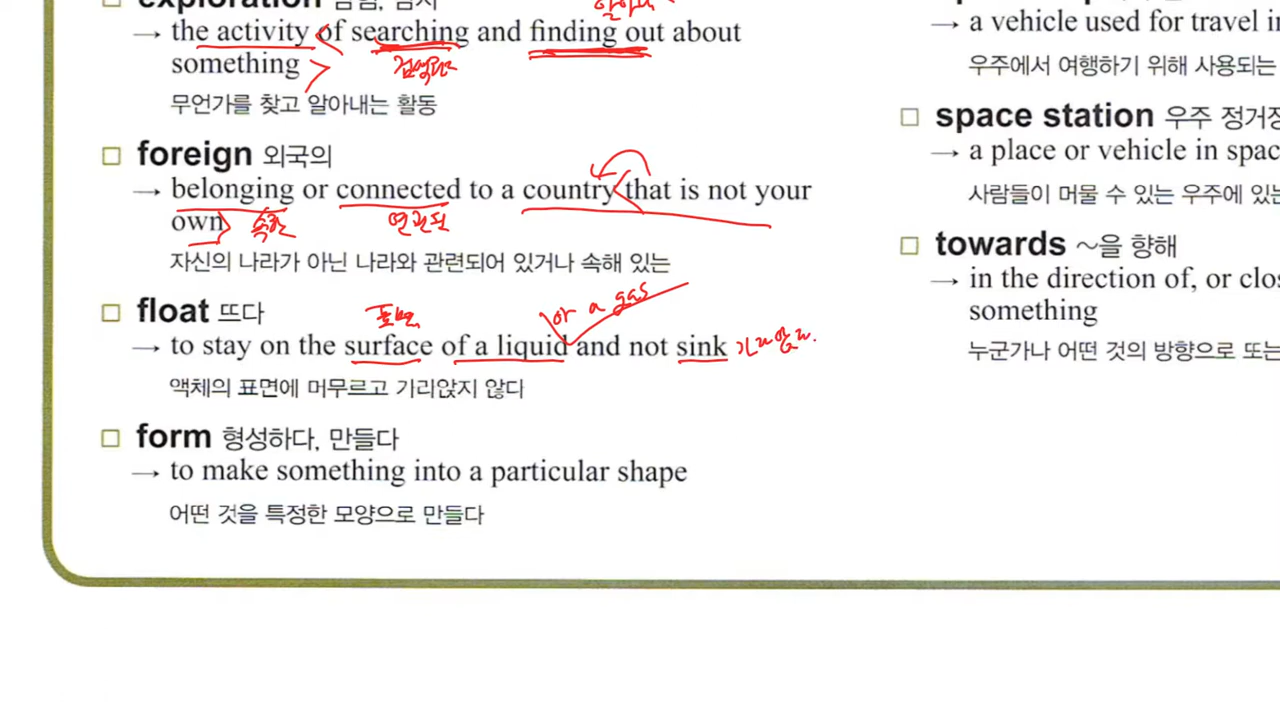 exploration 탐험, 탐사
→ the activity of searching and finding out about
something
검색하다
무언가를 찾고 알아내는 활동
foreign 외국의
→ belonging or connected to a country that is not your
own
속한
연관된
자신의 나라가 아닌 나라와 관련되어 있거나 속해 있는
float 뜨다
표면
or a gas
→ to stay on the surface of a liquid and not sink
액체의 표면에 머무르고 가리앉지 않다
form 형성하다, 만들다
→ to make something into a particular shape
어떤 것을 특정한 모양으로 만들다
→ a vehicle used for travel in
우주에서 여행하기 위해 사용되는
space station 우주 정거장
→ a place or vehicle in spac
사람들이 머물 수 있는 우주에 있는
towards ～을 향해
→ in the direction of, or clos
something
누군가나 어떤 것의 방향으로 또는